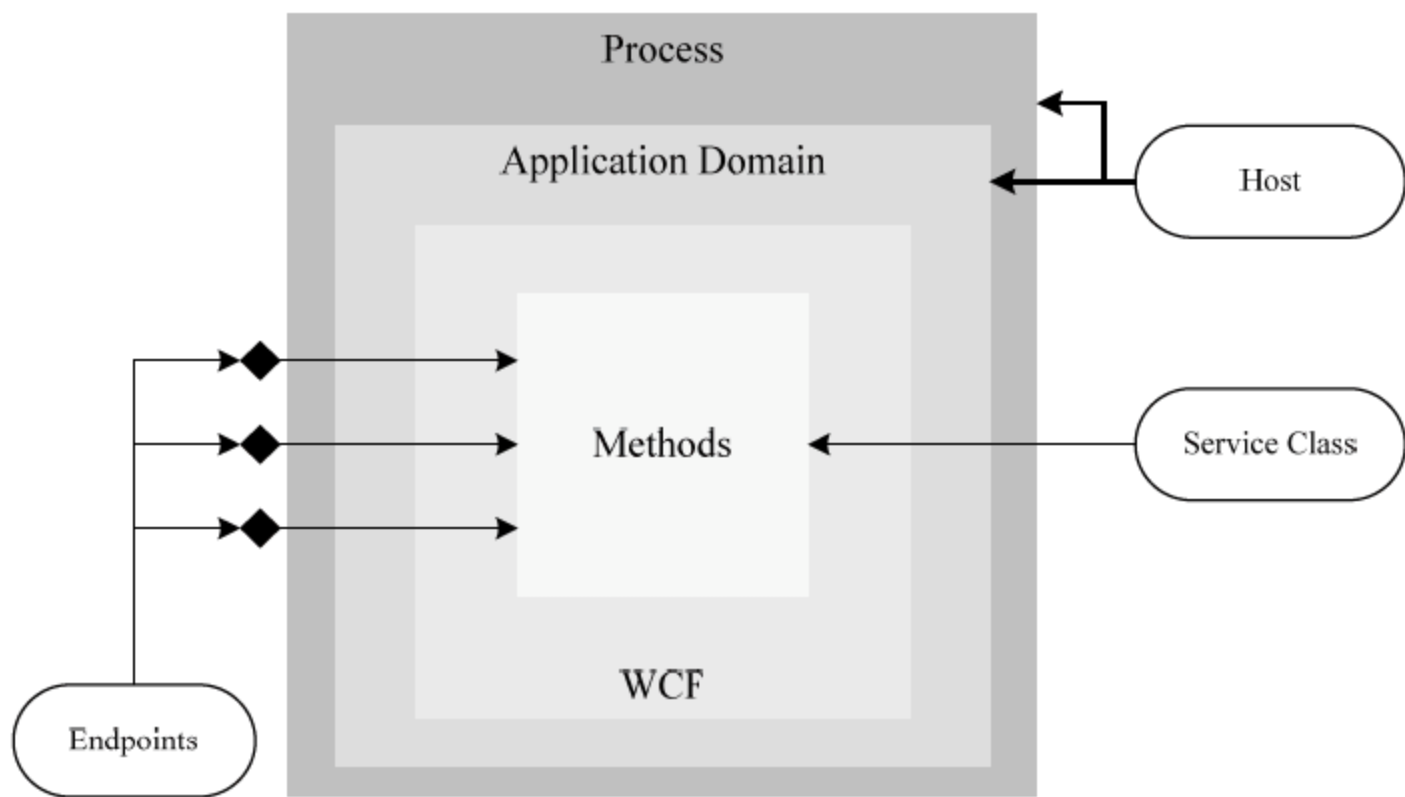 Process
Application Domain
Host
Methods
Service Class
WCF
Endpoints